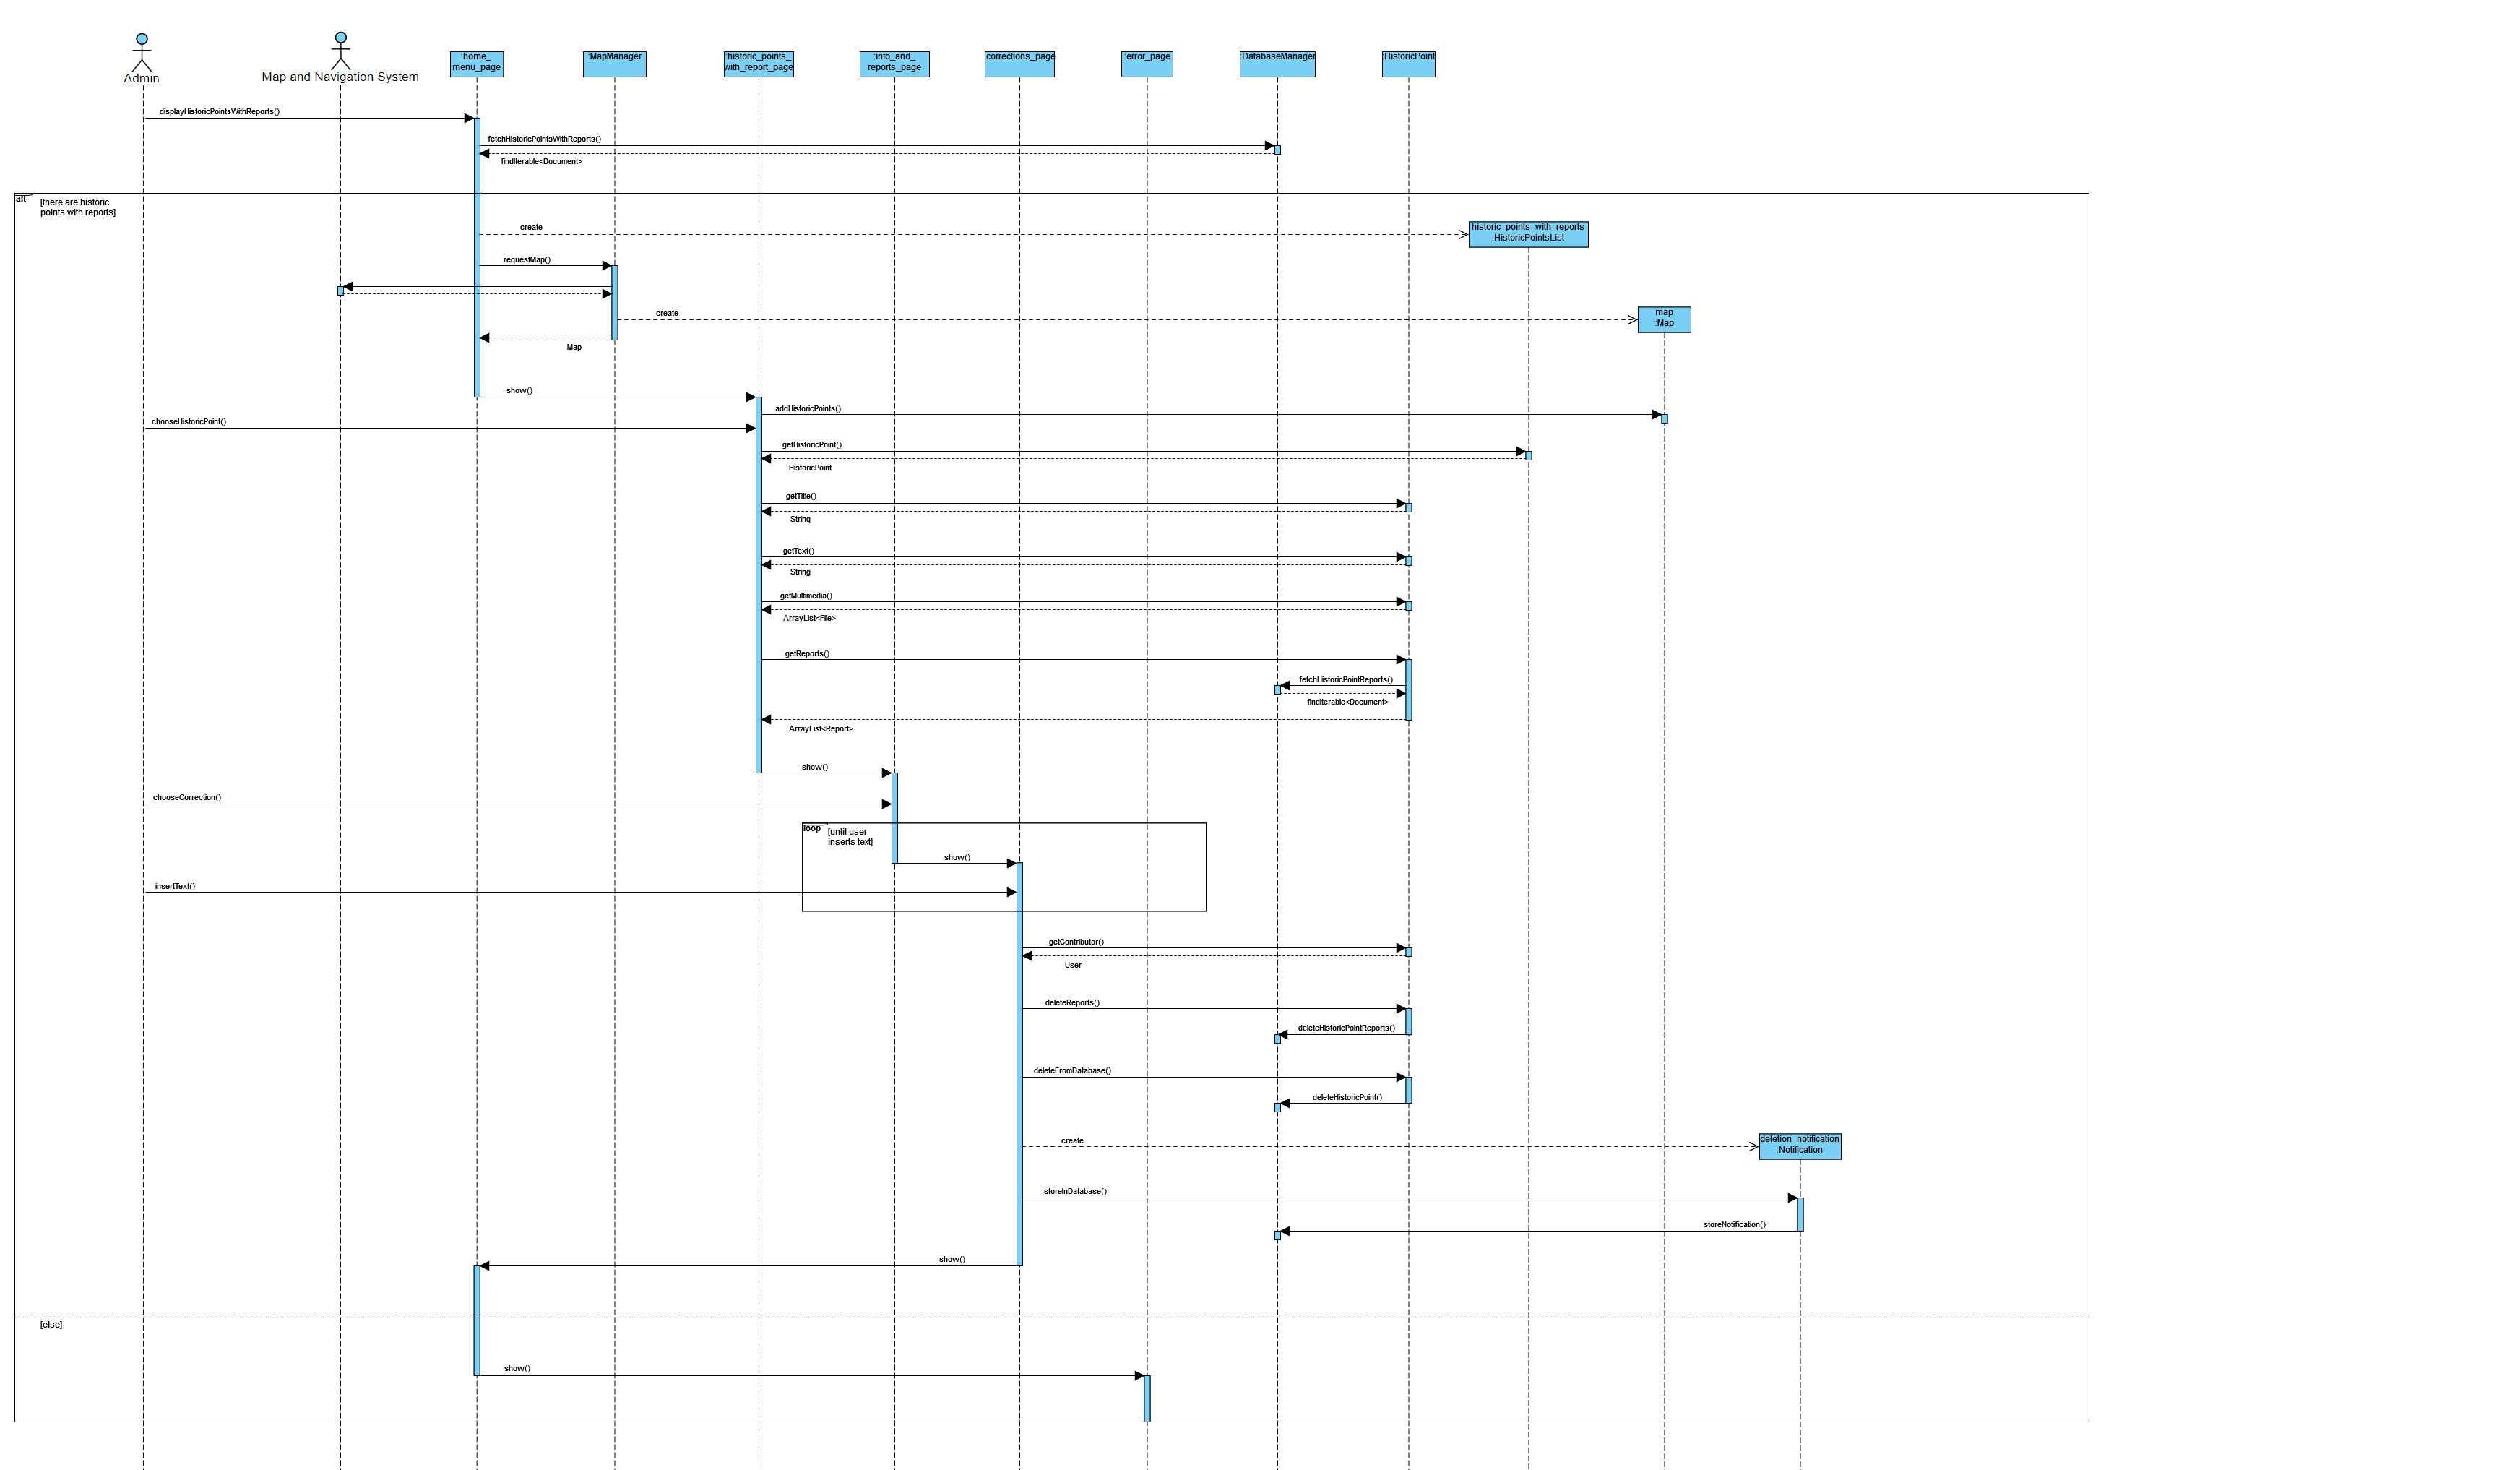 Admin
Map and Navigation System
:home_
menu_page
:MapManager
:historic_points_
with_report_page
:info_and_
reports_page
corrections_page
:error_page
:DatabaseManager
:HistoricPoint
displayHistoricPointsWithReports()
fetchHistoricPointsWithReports()
findIterable<Document>
alt
[there are historic
points with reports]
create
historic_points_with_reports
:HistoricPointsList
requestMap()
create
map
:Map
Map
show()
addHistoricPoints()
chooseHistoricPoint()
getHistoricPoint()
HistoricPoint
getTitle()
String
getText()
String
getMultimedia()
ArrayList<File>
getReports()
fetchHistoricPointReports()
findIterable<Document>
ArrayList<Report>
show()
chooseCorrection()
loop
[until user
inserts text]
show()
insertText()
getContributor()
User
deleteReports()
deleteHistoricPointReports()
deleteFromDatabase()
deleteHistoricPoint()
create
deletion_notification
:Notification
storeInDatabase()
storeNotification()
show()
[else]
show()